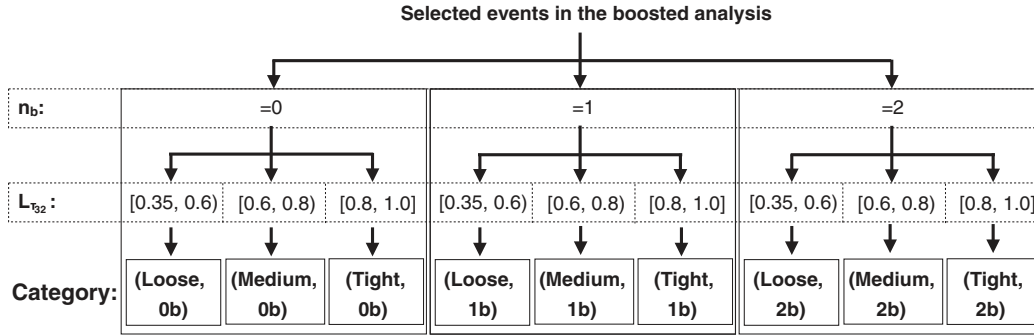 Selected events in the boosted analysis
n_b: =0 =1 =2
L_τ32: [0.35, 0.6) [0.6, 0.8) [0.8, 1.0] [0.35, 0.6) [0.6, 0.8) [0.8, 1.0] [0.35, 0.6) [0.6, 0.8) [0.8, 1.0]
Category: (Loose, 0b) (Medium, 0b) (Tight, 0b) (Loose, 1b) (Medium, 1b) (Tight, 1b) (Loose, 2b) (Medium, 2b) (Tight, 2b)